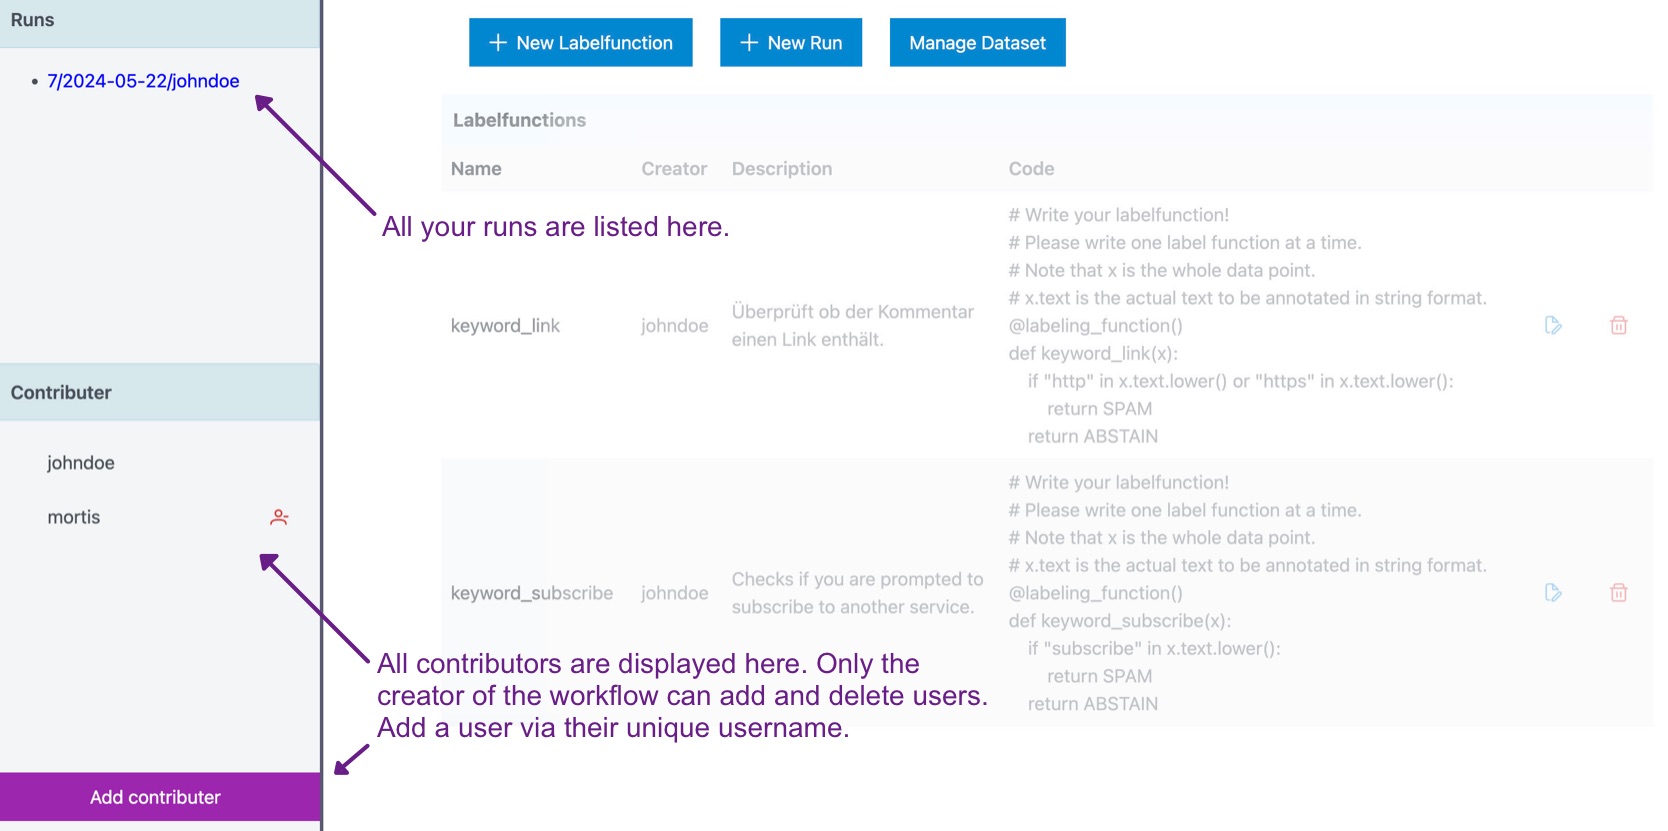 Runs
• 7/2024-05-22/johndoe
All your runs are listed here.
Contributer
johndoe
mortis
All contributors are displayed here. Only the
creator of the workflow can add and delete users.
Add a user via their unique username.
Add contributer
+ New Labelfunction
+ New Run
Manage Dataset
Labelfunctions
Name Creator Description Code
keyword_link
johndoe
Überprüft ob der Kommentar
einen Link enthält.
# Write your labelfunction!
# Please write one label function at a time.
# Note that x is the whole data point.
# x.text is the actual text to be annotated in string format.
@labeling_function()
def keyword_link(x):
if "http" in x.text.lower() or "https" in x.text.lower():
return SPAM
return ABSTAIN
keyword_subscribe
johndoe
Checks if you are prompted to
subscribe to another service.
# Write your labelfunction!
# Please write one label function at a time.
# Note that x is the whole data point.
# x.text is the actual text to be annotated in string format.
@labeling_function()
def keyword_subscribe(x):
if "subscribe" in x.text.lower():
return SPAM
return ABSTAIN